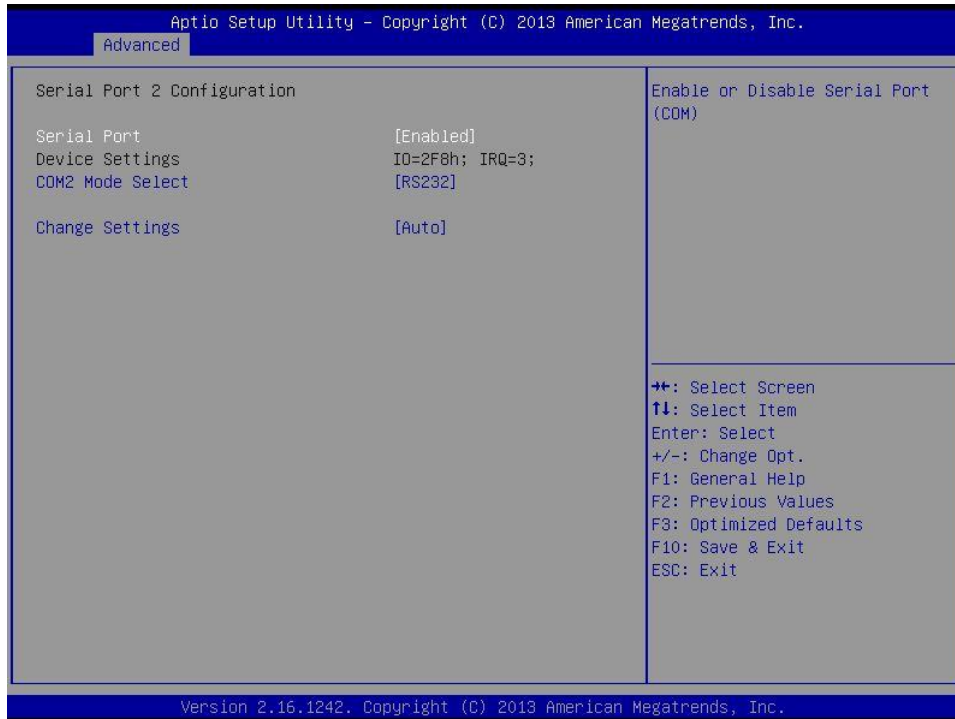 Aptio Setup Utility – Copyright (C) 2013 American Megatrends, Inc.
Advanced
Serial Port 2 Configuration
Serial Port [Enabled]
Device Settings IO=2F8h; IRQ=3;
COM2 Mode Select [RS232]
Change Settings [Auto]
Enable or Disable Serial Port
(COM)
→←: Select Screen
↑↓: Select Item
Enter: Select
+/-: Change Opt.
F1: General Help
F2: Previous Values
F3: Optimized Defaults
F10: Save & Exit
ESC: Exit
Version 2.16.1242. Copyright (C) 2013 American Megatrends, Inc.